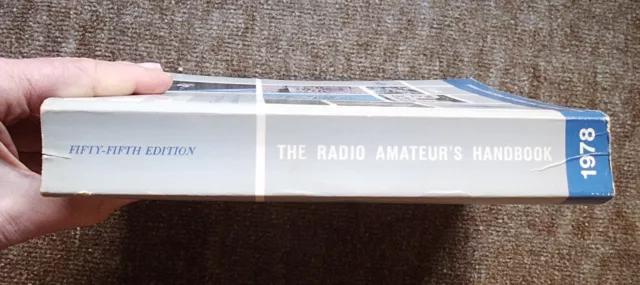 FIFTY-FIFTH EDITION
THE RADIO AMATEUR'S HANDBOOK
1978